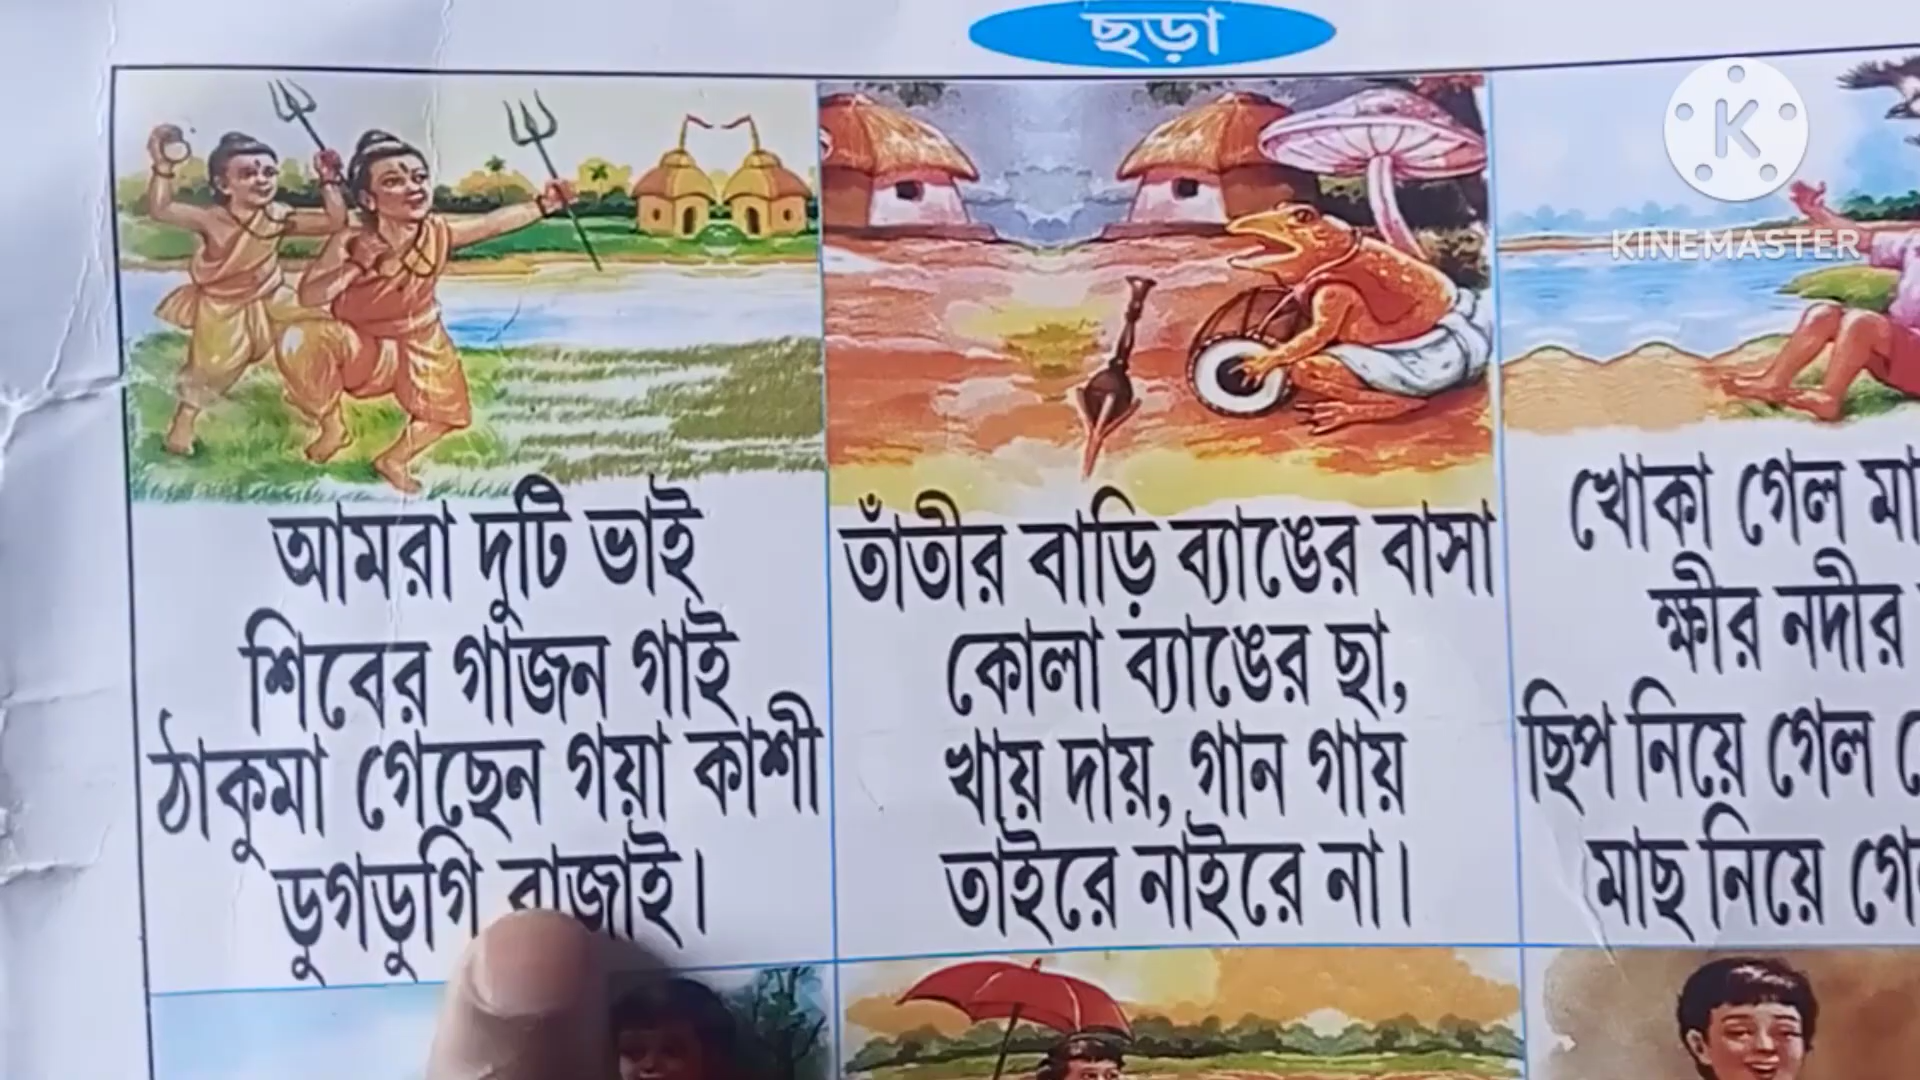 ছড়া
KINEMASTER
আমরা দুটি ভাই
শিবের গাজন গাই
ঠাকুমা গেছেন গয়া কাশী
ডুগডুগি বাজাই।
তাঁতীর বাড়ি ব্যাঙের বাসা
কোলা ব্যাঙের ছা,
খায় দায়, গান গায়
তাইরে নাইরে না।
খোকা গেল
ক্ষীর নদীর
ছিপ নিয়ে গেল
মাছ নিয়ে